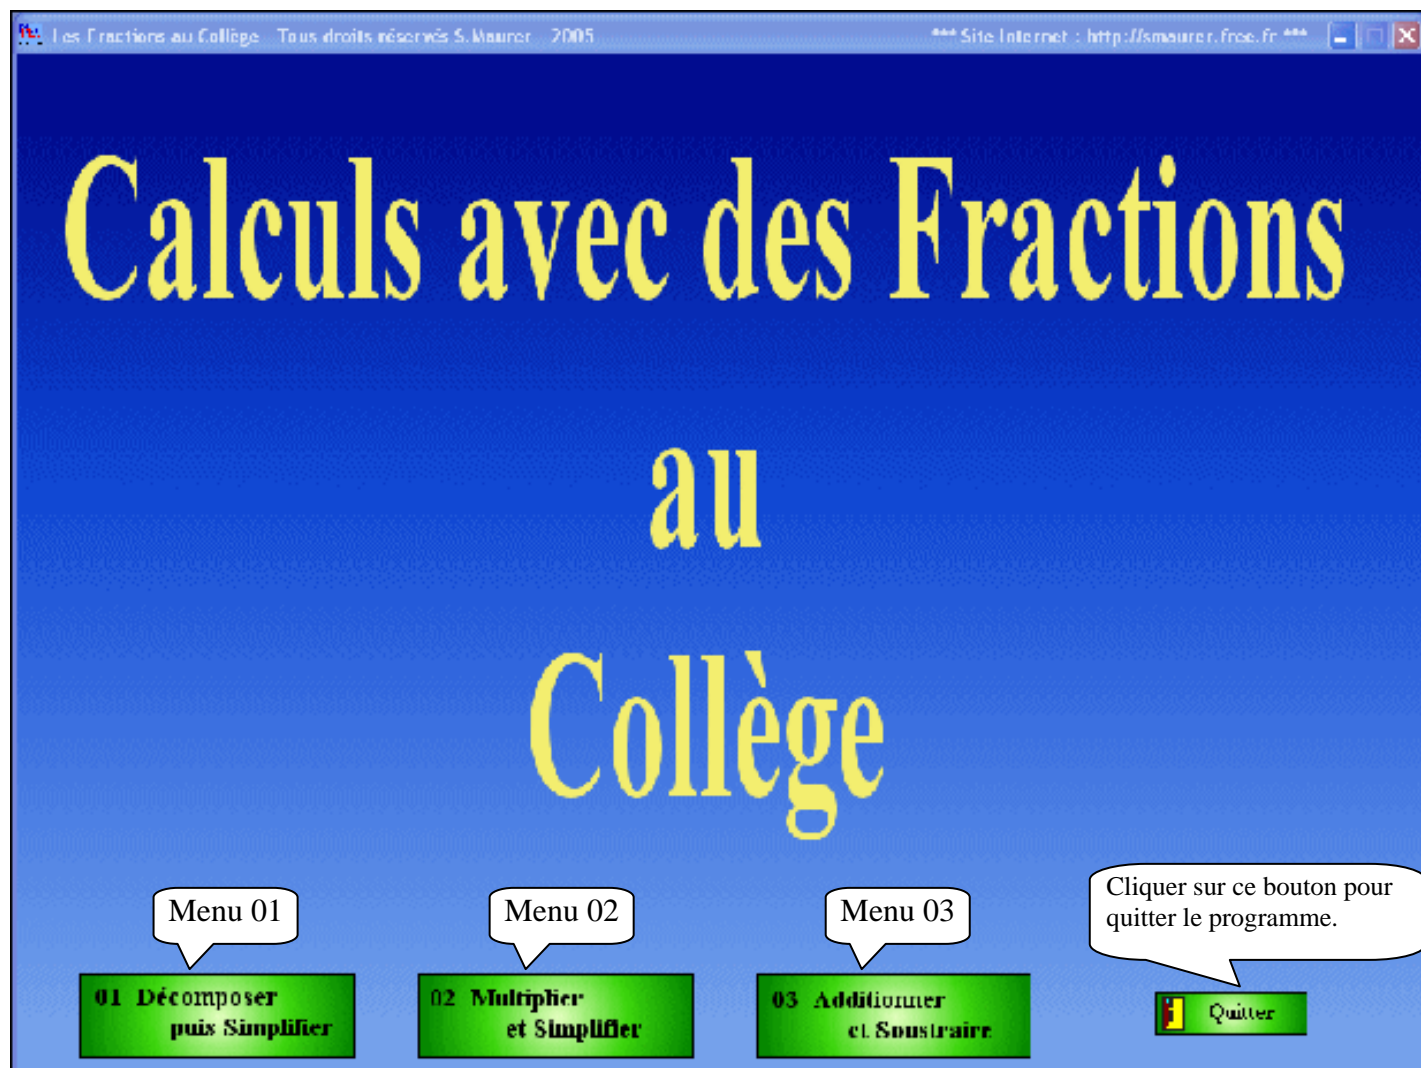 Les Fractions au Collège Tous droits réservés S.Maurer 2005
*** Site Internet : http://smaurer.free.fr ***
Calculs avec des Fractions
au
Collège
Menu 01
Menu 02
Menu 03
Cliquer sur ce bouton pour
quitter le programme.
01 Décomposer
puis Simplifier
02 Multiplier
et Simplifier
03 Additionner
et Soustraire
Quitter